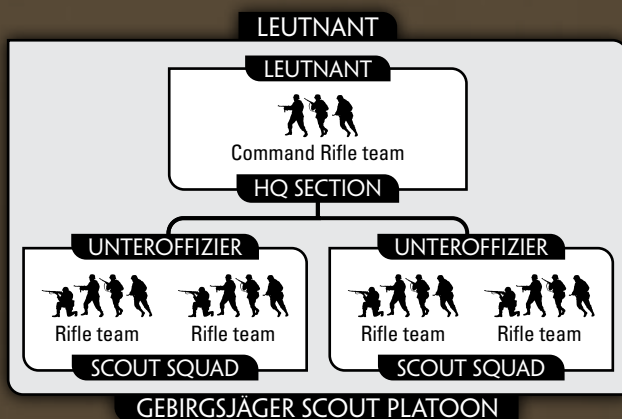 LEUTNANT
LEUTNANT
Command Rifle team
HQ SECTION
UNTEROFFIZIER
Rifle team Rifle team
SCOUT SQUAD
UNTEROFFIZIER
Rifle team Rifle team
SCOUT SQUAD
GEBIRGSJÄGER SCOUT PLATOON